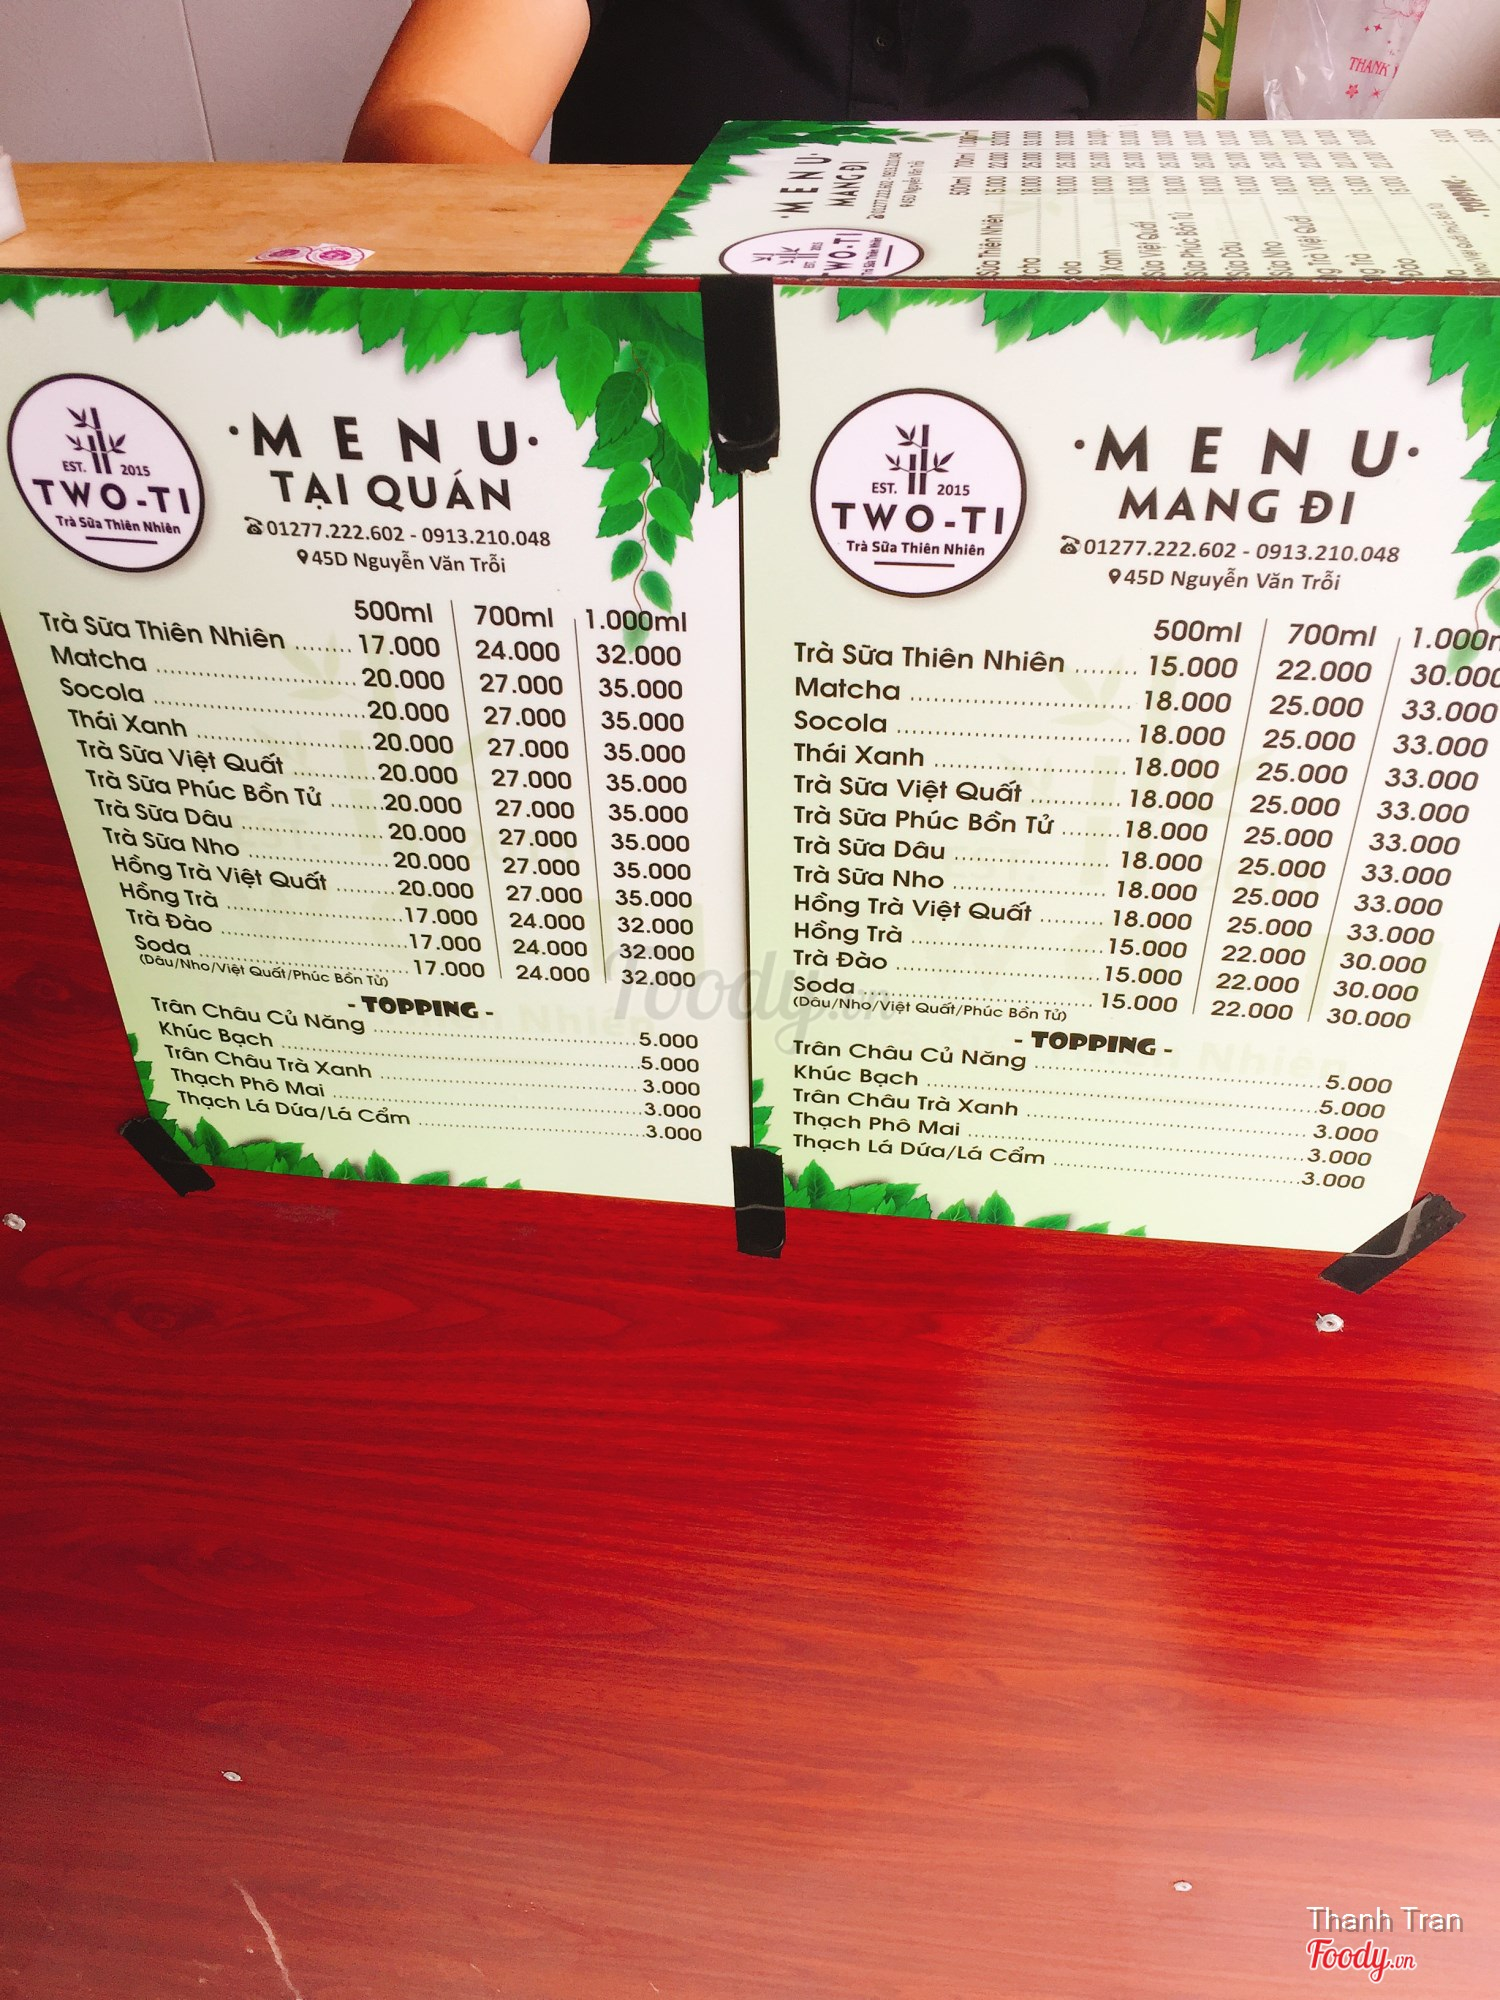 THANK
EST. 2015
TWO-TI
Trà Sữa Thiên Nhiên
·MENU·
TẠI QUÁN
01277.222.602 - 0913.210.048
45D Nguyễn Văn Trỗi
500ml 700ml 1.000ml
Trà Sữa Thiên Nhiên ........ 17.000 24.000 32.000
Matcha ........ 20.000 27.000 35.000
Socola ........ 20.000 27.000 35.000
Thái Xanh ........ 20.000 27.000 35.000
Trà Sữa Việt Quất ........ 20.000 27.000 35.000
Trà Sữa Phúc Bồn Tử ........ 20.000 27.000 35.000
Trà Sữa Dâu ........ 20.000 27.000 35.000
Trà Sữa Nho ........ 20.000 27.000 35.000
Hồng Trà Việt Quất ........ 20.000 27.000 35.000
Hồng Trà ........ 17.000 24.000 32.000
Trà Đào ........ 17.000 24.000 32.000
Soda ........ 17.000 24.000 32.000
(Dâu/Nho/Việt Quất/Phúc Bồn Tử)
- TOPPING -
Trân Châu Củ Năng ........ 5.000
Khúc Bạch ........ 5.000
Trân Châu Trà Xanh ........ 3.000
Thạch Phô Mai ........ 3.000
Thạch Lá Dứa/Lá Cẩm ........ 3.000
EST. 2015
TWO-TI
Trà Sữa Thiên Nhiên
·MENU·
MANG ĐI
01277.222.602 - 0913.210.048
45D Nguyễn Văn Trỗi
500ml 700ml 1.000m
Trà Sữa Thiên Nhiên ........ 15.000 22.000 30.000
Matcha ........ 18.000 25.000 33.000
Socola ........ 18.000 25.000 33.000
Thái Xanh ........ 18.000 25.000 33.000
Trà Sữa Việt Quất ........ 18.000 25.000 33.000
Trà Sữa Phúc Bồn Tử ........ 18.000 25.000 33.000
Trà Sữa Dâu ........ 18.000 25.000 33.000
Trà Sữa Nho ........ 18.000 25.000 33.000
Hồng Trà Việt Quất ........ 18.000 25.000 33.000
Hồng Trà ........ 15.000 22.000 30.000
Trà Đào ........ 15.000 22.000 30.000
Soda ........ 15.000 22.000 30.000
(Dâu/Nho/Việt Quất/Phúc Bồn Tử)
- TOPPING -
Trân Châu Củ Năng ........ 5.000
Khúc Bạch ........ 5.000
Trân Châu Trà Xanh ........ 3.000
Thạch Phô Mai ........ 3.000
Thạch Lá Dứa/Lá Cẩm ........ 3.000
·MENU·
MANG ĐI
Foody.vn
Thanh Tran
Foody.vn